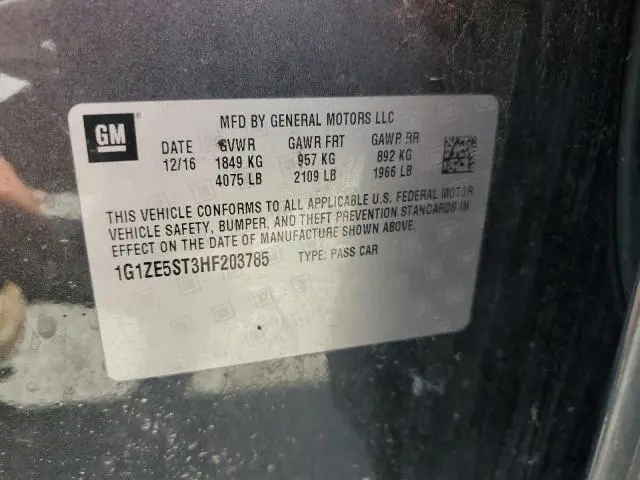 GM
MFD BY GENERAL MOTORS LLC
DATE GVWR GAWR FRT GAWR RR
12/16 1849 KG 957 KG 892 KG
4075 LB 2109 LB 1966 LB
THIS VEHICLE CONFORMS TO ALL APPLICABLE U.S. FEDERAL MOTOR
VEHICLE SAFETY, BUMPER, AND THEFT PREVENTION STANDARDS IN
EFFECT ON THE DATE OF MANUFACTURE SHOWN ABOVE.
1G1ZE5ST3HF203785 TYPE: PASS CAR